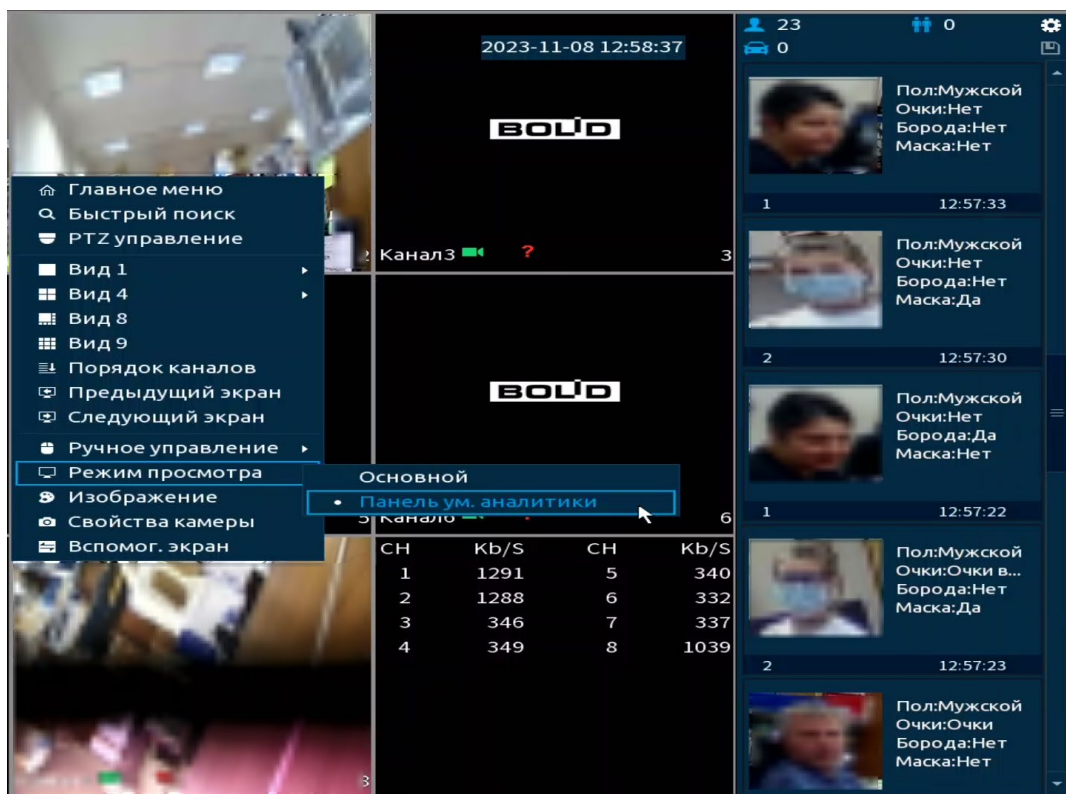 2023-11-08 12:58:37
BOLID
Канал3 ?
3
2
Главное меню
Быстрый поиск
PTZ управление
Вид 1
Вид 4
Вид 8
Вид 9
Порядок каналов
Предыдущий экран
Следующий экран
Ручное управление
Режим просмотра
Изображение
Свойства камеры
Вспомог. экран
Основной
Панель ум. аналитики
BOLID
5
Канал6
6
CH Kb/S CH Kb/S
1 1291 5 340
2 1288 6 332
3 346 7 337
4 349 8 1039
23 0
0
Пол:Мужской
Очки:Нет
Борода:Нет
Маска:Нет
1 12:57:33
Пол:Мужской
Очки:Нет
Борода:Нет
Маска:Да
2 12:57:30
Пол:Мужской
Очки:Нет
Борода:Да
Маска:Нет
1 12:57:22
Пол:Мужской
Очки:Очки в...
Борода:Нет
Маска:Да
2 12:57:23
Пол:Мужской
Очки:Очки
Борода:Нет
Маска:Нет